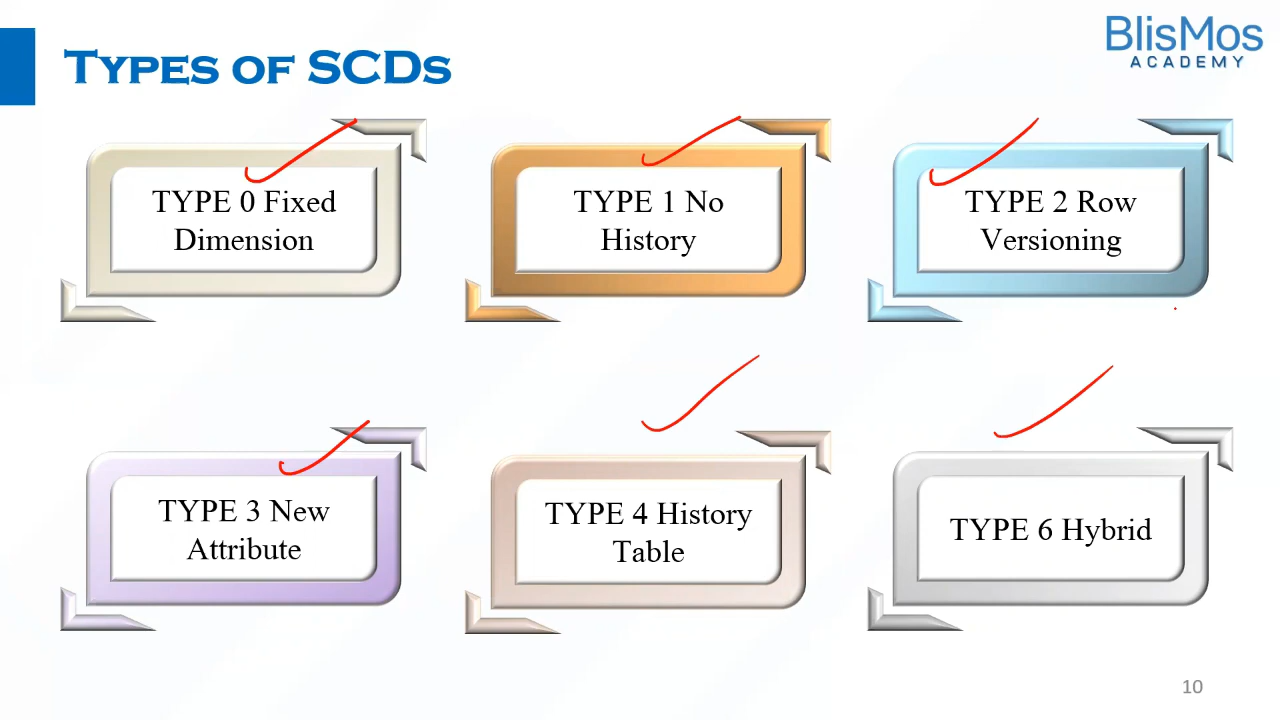 BlisMos
ACADEMY
TYPES OF SCDS
TYPE 0 Fixed
Dimension
TYPE 1 No
History
TYPE 2 Row
Versioning
TYPE 3 New
Attribute
TYPE 4 History
Table
TYPE 6 Hybrid
10